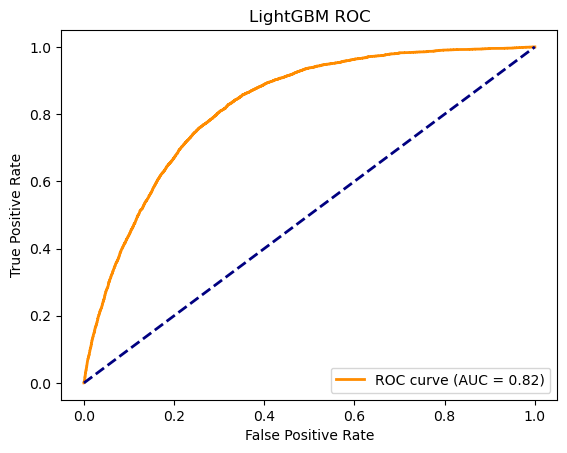 LightGBM ROC
True Positive Rate
1.0
0.8
0.6
0.4
0.2
0.0
ROC curve (AUC = 0.82)
0.0 0.2 0.4 0.6 0.8 1.0
False Positive Rate